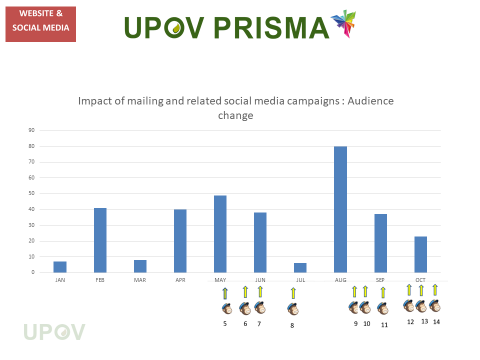 WEBSITE &
SOCIAL MEDIA
UPOV PRISMA
Impact of mailing and related social media campaigns : Audience
change
90
80
70
60
50
40
30
20
10
0
JAN FEB MAR APR MAY JUN JUL AUG SEP OCT
5 6 7 8 9 10 11 12 13 14
UPOV